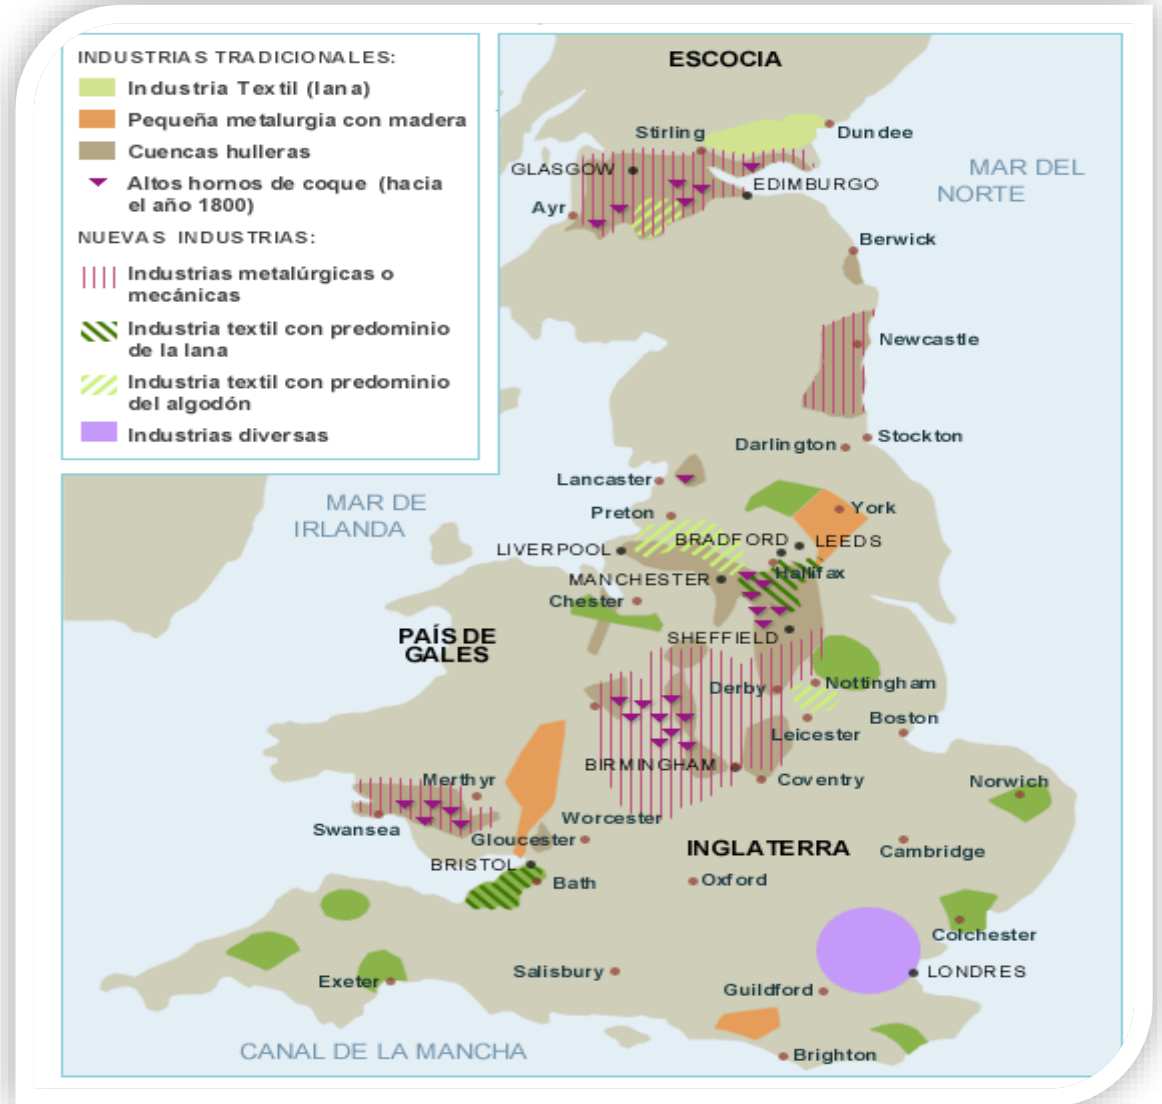 INDUSTRIAS TRADICIONALES:
Industria Textil (lana)
Pequeña metalurgia con madera
Cuencas hulleras
Altos hornos de coque (hacia
el año 1800)
NUEVAS INDUSTRIAS:
Industrias metalúrgicas o
mecánicas
Industria textil con predominio
de la lana
Industria textil con predominio
del algodón
Industrias diversas
ESCOCIA
Stirling
Dundee
GLASGOW
MAR DEL
NORTE
EDIMBURGO
Ayr
Berwick
Newcastle
Stockton
Darlington
Lancaster
MAR DE
IRLANDA
Preton
York
BRADFORD
LEEDS
LIVERPOOL
Hallifax
MANCHESTER
Chester
PAÍS DE
GALES
SHEFFIELD
Derby
Nottingham
Boston
Leicester
BIRMINGHAM
Coventry
Norwich
Merthyr
Worcester
Swansea
Gloucester
INGLATERRA
Cambridge
BRISTOL
Bath
Oxford
Colchester
Exeter
Salisbury
LONDRES
Guildford
CANAL DE LA MANCHA
Brighton